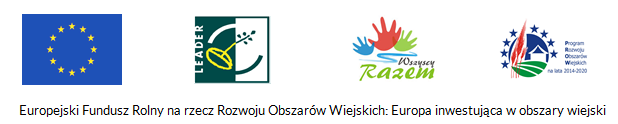 LEADER
Wszyscy
Razem
Program
Rozwoju
Obszarów
Wiejskich
na lata 2014-2020
Europejski Fundusz Rolny na rzecz Rozwoju Obszarów Wiejskich: Europa inwestująca w obszary wiejski